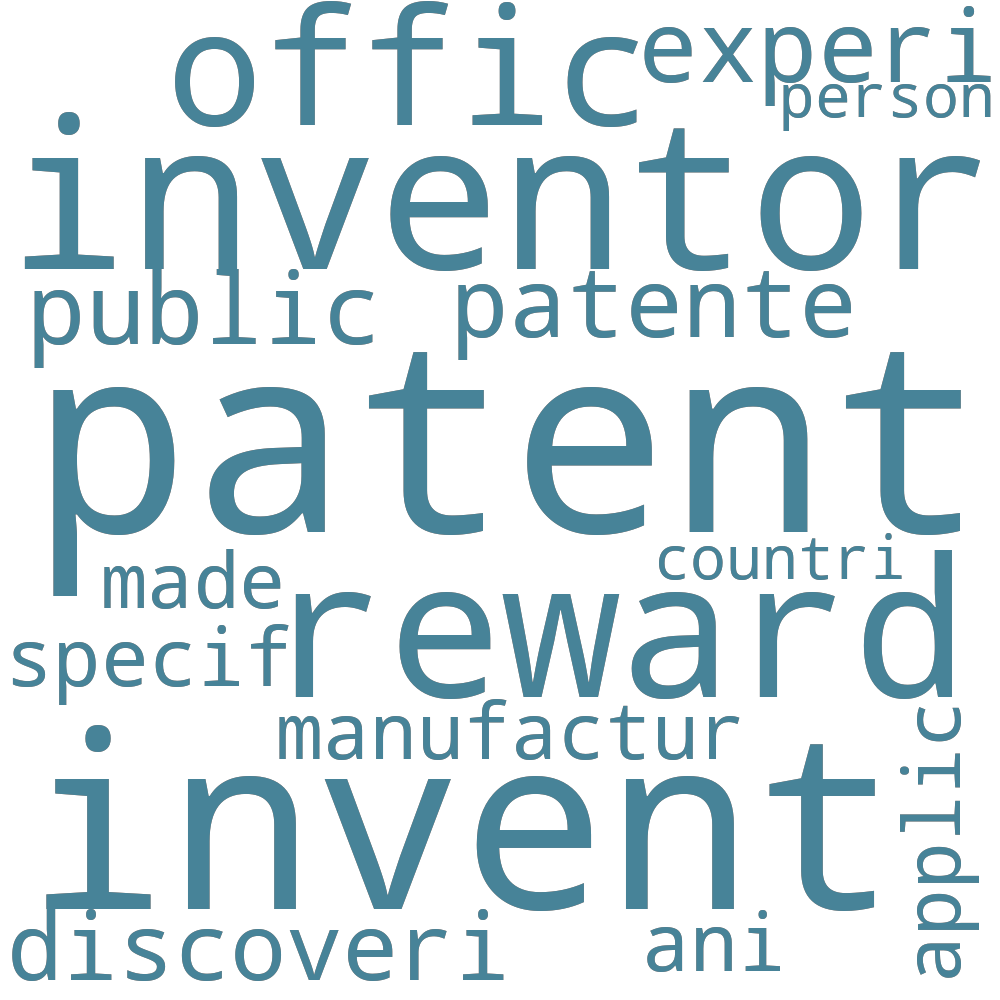 offic
experi
person
inventor
public
patente
patent
countri
made
reward
specif
manufactur
applic
invent
discoveri
ani